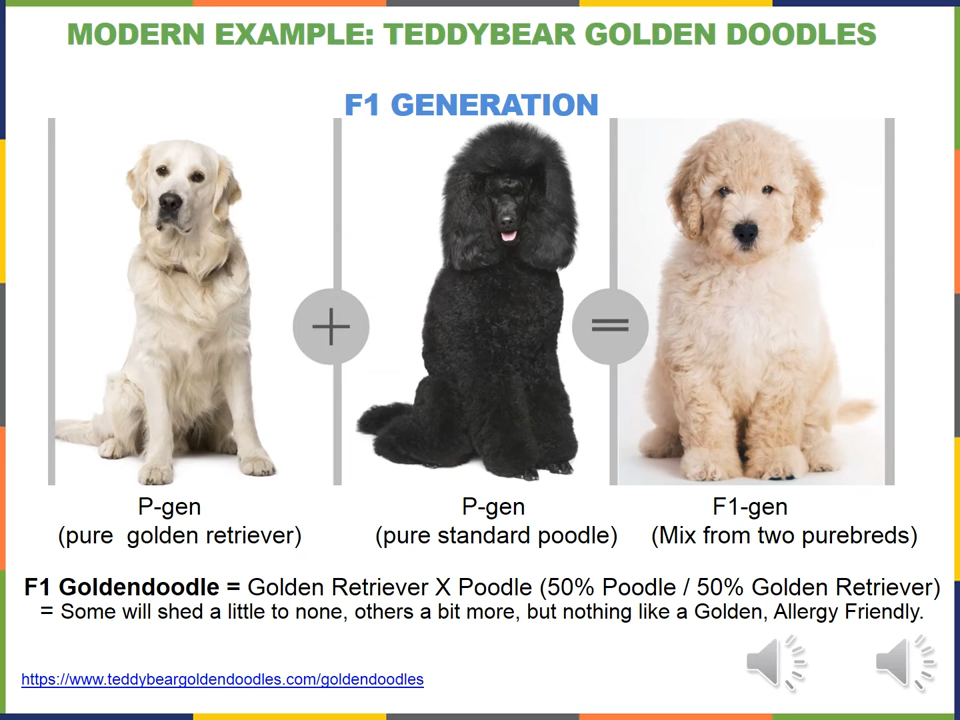 MODERN EXAMPLE: TEDDYBEAR GOLDEN DOODLES
F1 GENERATION
P-gen
(pure  golden retriever)
P-gen
(pure standard poodle)
F1-gen
(Mix from two purebreds)
F1 Goldendoodle = Golden Retriever X Poodle (50% Poodle / 50% Golden Retriever)
= Some will shed a little to none, others a bit more, but nothing like a Golden, Allergy Friendly.
https://www.teddybeargoldendoodles.com/goldendoodles